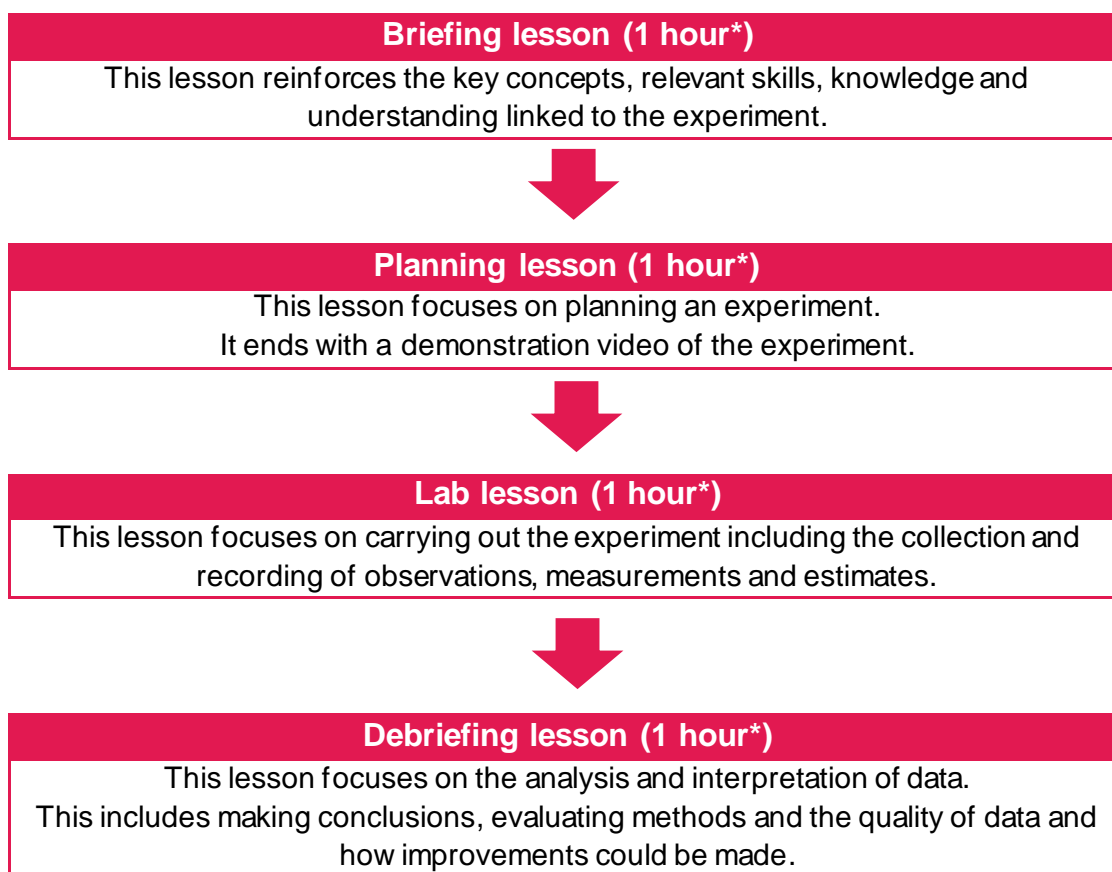 Briefing lesson (1 hour*)
This lesson reinforces the key concepts, relevant skills, knowledge and
understanding linked to the experiment.
Planning lesson (1 hour*)
This lesson focuses on planning an experiment.
It ends with a demonstration video of the experiment.
Lab lesson (1 hour*)
This lesson focuses on carrying out the experiment including the collection and
recording of observations, measurements and estimates.
Debriefing lesson (1 hour*)
This lesson focuses on the analysis and interpretation of data.
This includes making conclusions, evaluating methods and the quality of data and
how improvements could be made.